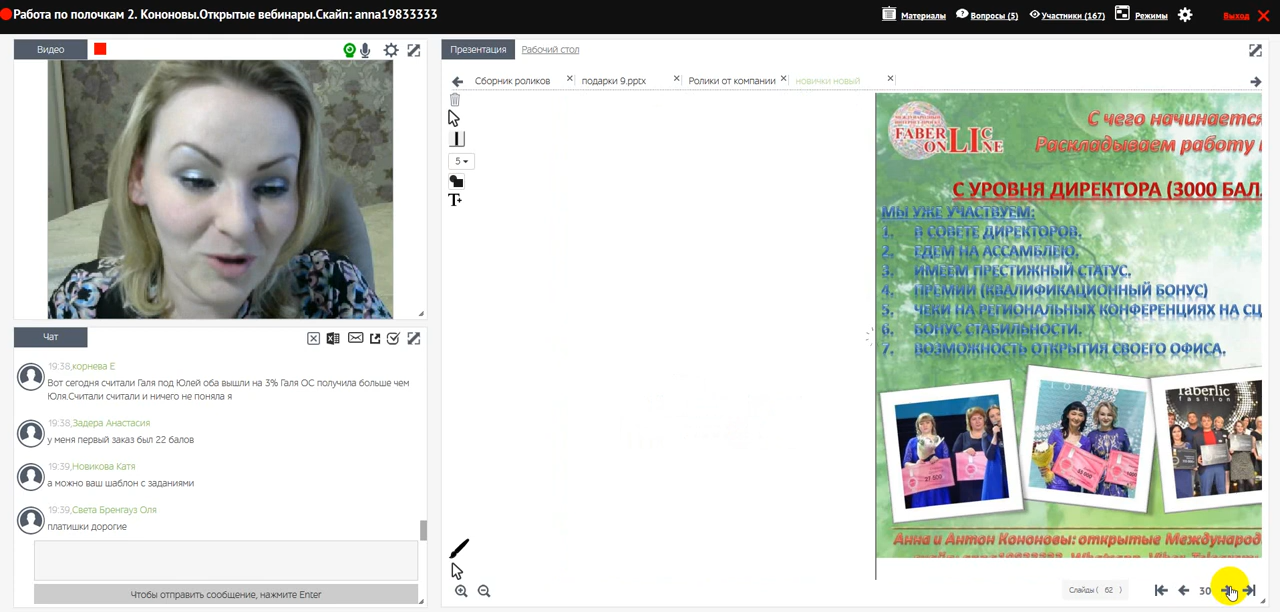 Работа по полочкам 2. Кононовы.Открытые вебинары.Скайп: anna19833333
Материалы
Вопросы (5)
Участники (167)
Режимы
Выход
Видео
Презентация
Рабочий стол
Сборник роликов
подарки 9.pptx
Ролики от компании
новички новый
5
T+
FABERLIC
ONLINE
С чего начинается
Раскладываем работу
С УРОВНЯ ДИРЕКТОРА (3000 БАЛ
МЫ УЖЕ УЧАСТВУЕМ:
1. В СОВЕТЕ ДИРЕКТОРОВ.
2. ЕДЕМ НА АССАМБЛЕЮ.
3. ИМЕЕМ ПРЕСТИЖНЫЙ СТАТУС.
4. ПРЕМИИ (КВАЛИФИКАЦИОННЫЙ БОНУС)
5. ЧЕКИ НА РЕГИОНАЛЬНЫХ КОНФЕРЕНЦИЯХ НА СЦ
6. БОНУС СТАБИЛЬНОСТИ.
7. ВОЗМОЖНОСТЬ ОТКРЫТИЯ СВОЕГО ОФИСА.
faberlic
fashion
Анна и Антон Кононовы: открытые Международ
Слайды ( 62 )
30
Чат
19:38,корнева Е
Вот сегодня считали Галя под Юлей оба вышли на 3% Галя ОС получила больше чем
Юля.Считали считали и ничего не поняла я
19:38,Задера Анастасия
у меня первый заказ был 22 балов
19:39,Новикова Катя
а можно ваш шаблон с заданиями
19:39,Света Бренгауз Оля
платишки дорогие
Чтобы отправить сообщение, нажмите Enter